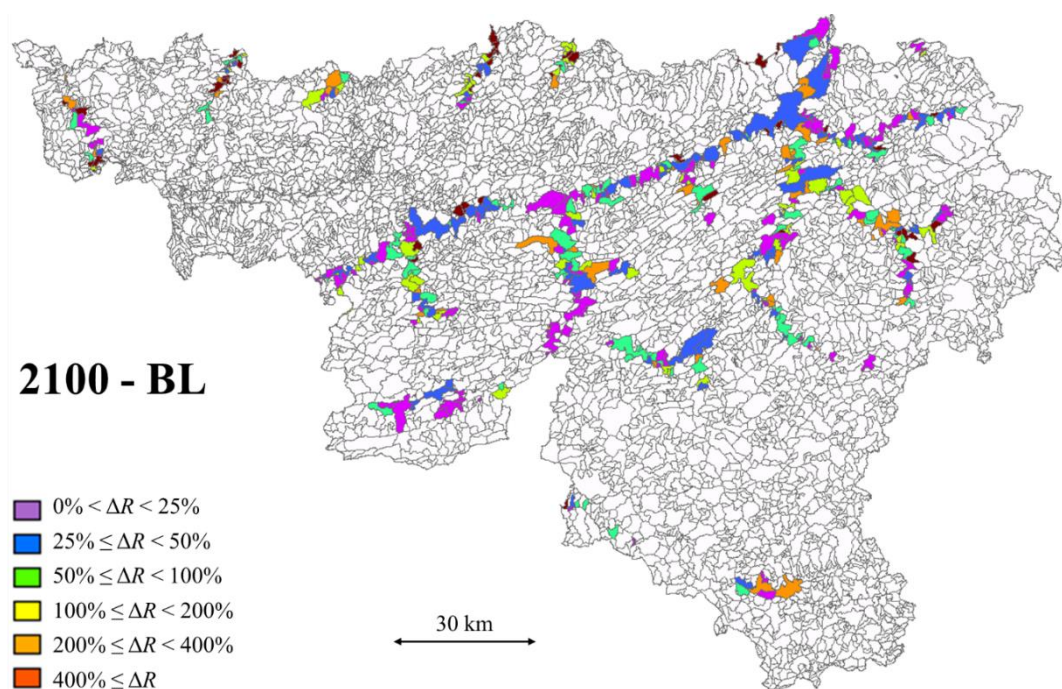 2100 - BL
0% < ΔR < 25%
25% ≤ ΔR < 50%
50% ≤ ΔR < 100%
100% ≤ ΔR < 200%
200% ≤ ΔR < 400%
400% ≤ ΔR
30 km